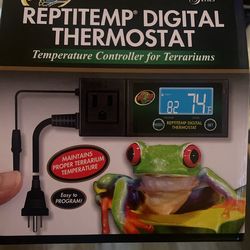 REPTITEMP® DIGITAL
THERMOSTAT
Temperature Controller for Terrariums
82 74
REPTITEMP DIGITAL
THERMOSTAT
SET
MAINTAINS
PROPER TERRARIUM
TEMPERATURE
Easy to
PROGRAM!